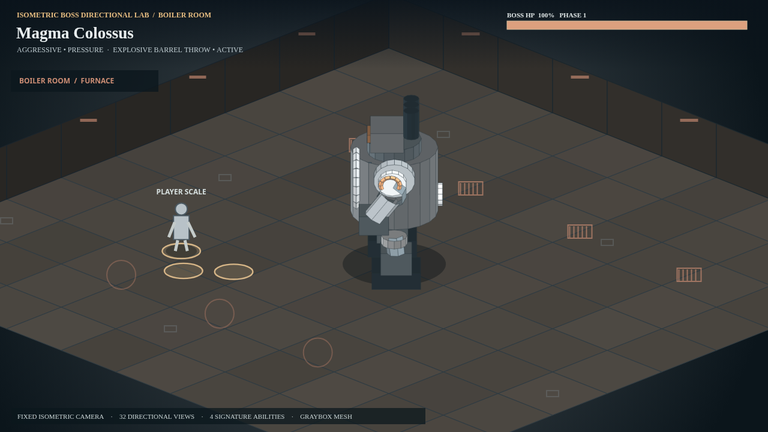 ISOMETRIC BOSS DIRECTIONAL LAB / BOILER ROOM
Magma Colossus
AGGRESSIVE • PRESSURE · EXPLOSIVE BARREL THROW • ACTIVE
BOSS HP 100% PHASE 1
BOILER ROOM / FURNACE
PLAYER SCALE
FIXED ISOMETRIC CAMERA · 32 DIRECTIONAL VIEWS · 4 SIGNATURE ABILITIES · GRAYBOX MESH